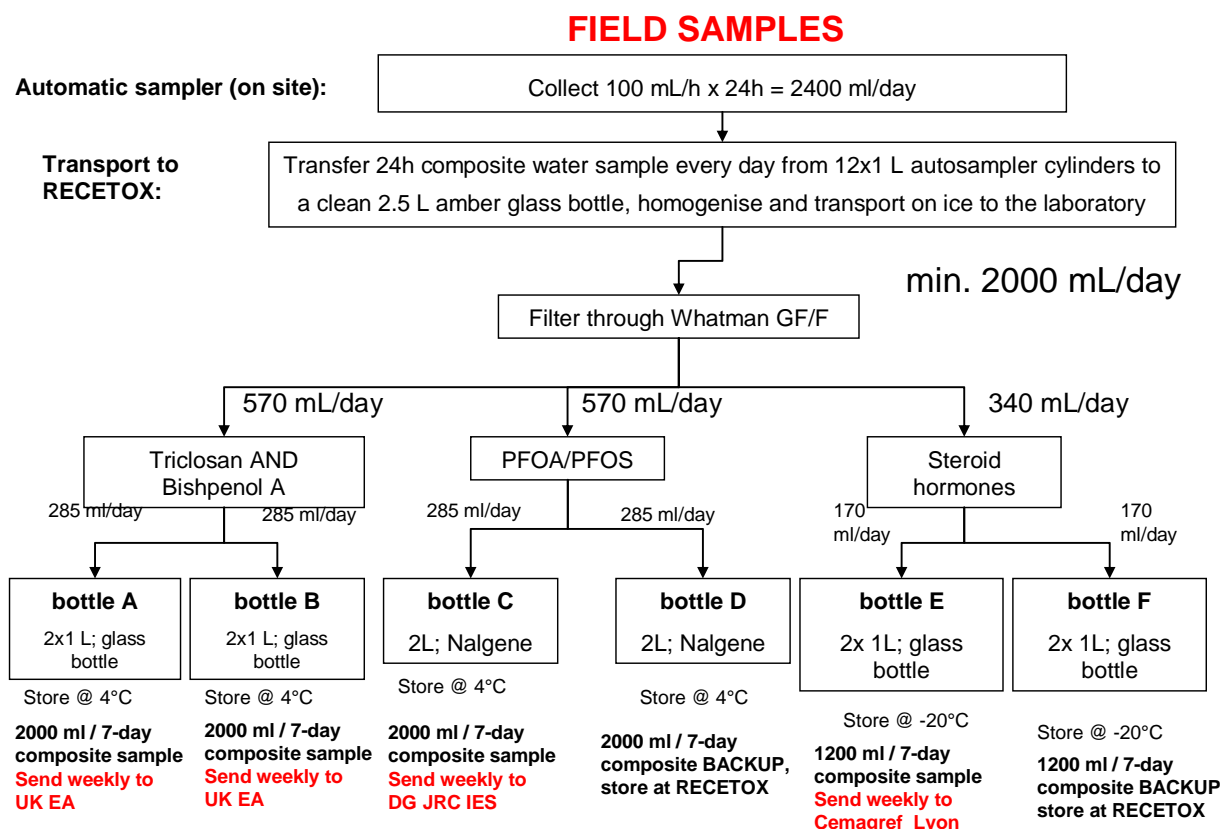 FIELD SAMPLES
Automatic sampler (on site):
Collect 100 mL/h x 24h = 2400 ml/day
Transport to
RECETOX:
Transfer 24h composite water sample every day from 12x1 L autosampler cylinders to
a clean 2.5 L amber glass bottle, homogenise and transport on ice to the laboratory
min. 2000 mL/day
Filter through Whatman GF/F
570 mL/day
570 mL/day
340 mL/day
Triclosan AND
Bishpenol A
PFOA/PFOS
Steroid
hormones
285 ml/day
285 ml/day
285 ml/day
285 ml/day
170
ml/day
170
ml/day
bottle A
2x1 L; glass
bottle
Store @ 4°C
2000 ml / 7-day
composite sample
Send weekly to
UK EA
bottle B
2x1 L; glass
bottle
Store @ 4°C
2000 ml / 7-day
composite sample
Send weekly to
UK EA
bottle C
2L; Nalgene
Store @ 4°C
2000 ml / 7-day
composite sample
Send weekly to
DG JRC IES
bottle D
2L; Nalgene
Store @ 4°C
2000 ml / 7-day
composite BACKUP,
store at RECETOX
bottle E
2x 1L; glass
bottle
Store @ -20°C
1200 ml / 7-day
composite sample
Send weekly to
Cemagref Lyon
bottle F
2x 1L; glass
bottle
Store @ -20°C
1200 ml / 7-day
composite BACKUP
store at RECETOX